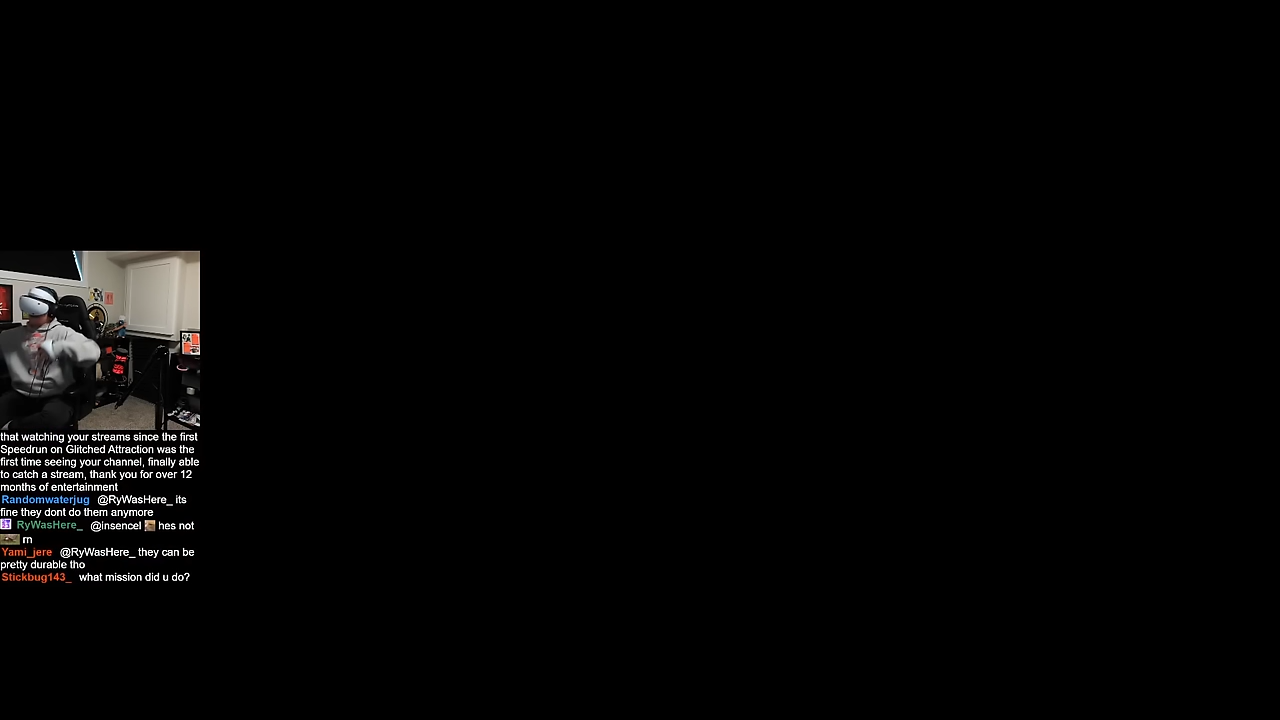 that watching your streams since the first
Speedrun on Glitched Attraction was the
first time seeing your channel, finally able
to catch a stream, thank you for over 12
months of entertainment
Randomwaterjug @RyWasHere_ its
fine they dont do them anymore
RyWasHere_ @insencel hes not
rn
Yami_jere @RyWasHere_ they can be
pretty durable tho
Stickbug143_ what mission did u do?